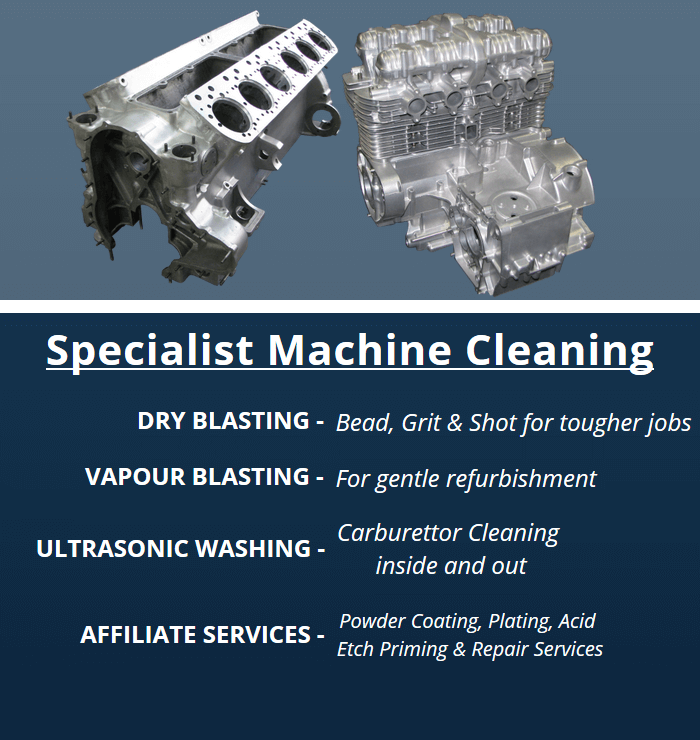 Specialist Machine Cleaning
DRY BLASTING - Bead, Grit & Shot for tougher jobs
VAPOUR BLASTING - For gentle refurbishment
ULTRASONIC WASHING - Carburettor Cleaning
inside and out
AFFILIATE SERVICES - Powder Coating, Plating, Acid
Etch Priming & Repair Services